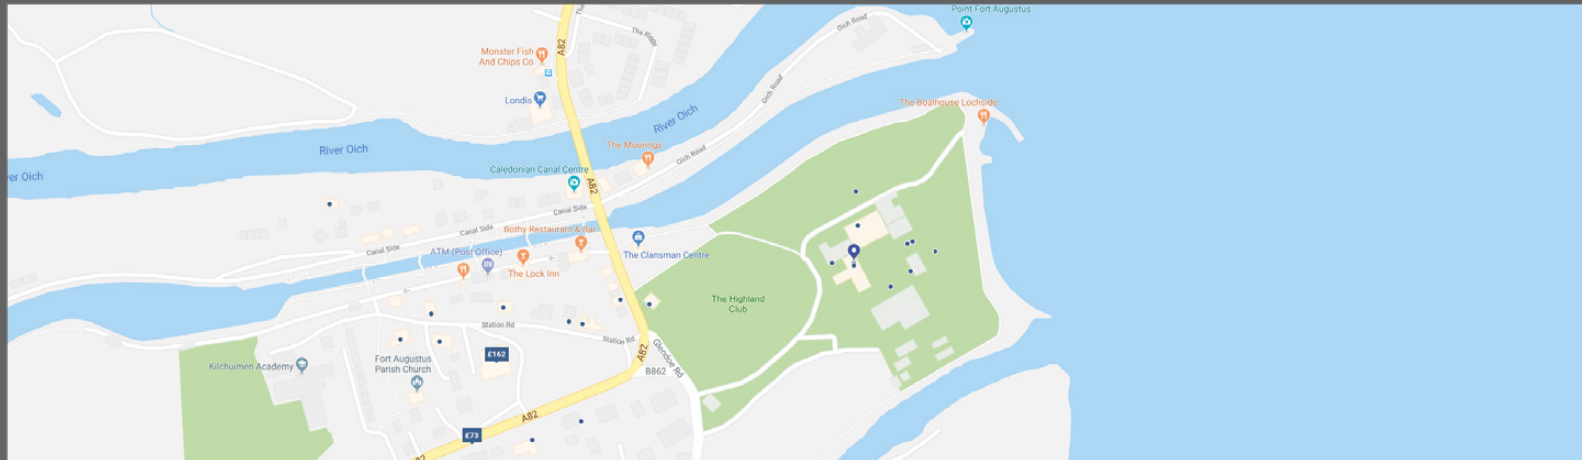 Point Fort Augustus
A82
The Riggs
Oich Road
Monster Fish
And Chips Co
Londis
Oich Road
The Boathouse Lochside
River Oich
River Oich
The Moorings
Oich Road
er Oich
Caledonian Canal Centre
A82
Canal Side
Canal Side
Bothy Restaurant & Bar
Canal Side
ATM (Post Office)
The Clansman Centre
The Lock Inn
The Highland
Club
Station Rd
Station Rd
£162
A82
Glendoe Rd
Kilchuimen Academy
Fort Augustus
Parish Church
B862
A82
£73